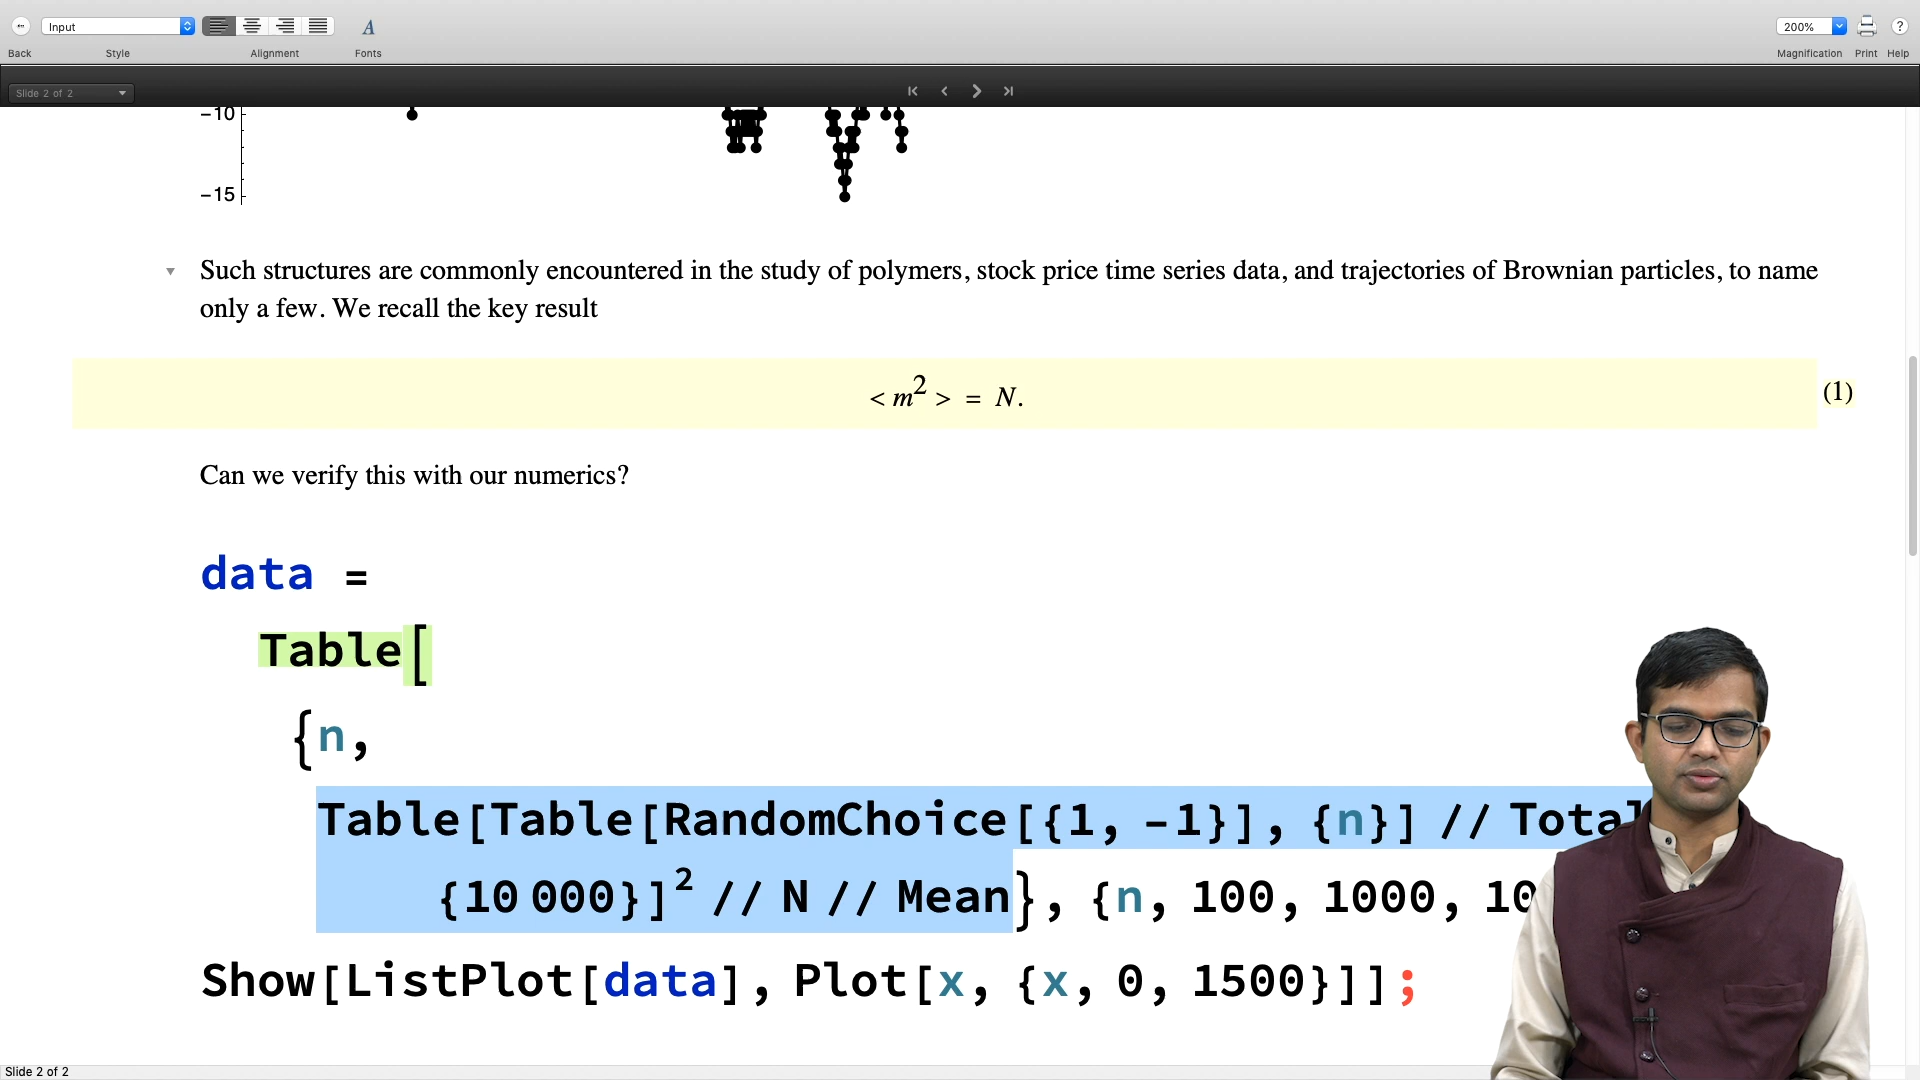 Input
200%
Back
Style
Alignment
Fonts
Magnification
Print
Help
Slide 2 of 2
−10
−15
Such structures are commonly encountered in the study of polymers, stock price time series data, and trajectories of Brownian particles, to name
only a few. We recall the key result
< m² > = N.
(1)
Can we verify this with our numerics?
data =
Table[
{n,
Table[Table[RandomChoice[{1, -1}], {n}] // Total
{10 000}]² // N // Mean}, {n, 100, 1000, 10
Show[ListPlot[data], Plot[x, {x, 0, 1500}]];
Slide 2 of 2